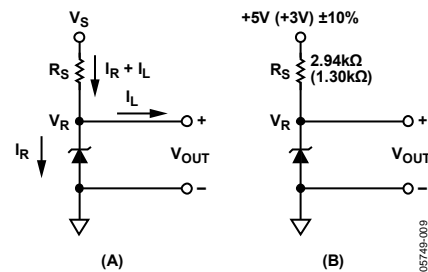 V_S
R_S
I_R + I_L
I_L
V_R
I_R
+
V_OUT
–
(A)
+5V (+3V) ±10%
R_S
2.94kΩ
(1.30kΩ)
V_R
+
V_OUT
–
(B)
05749-009